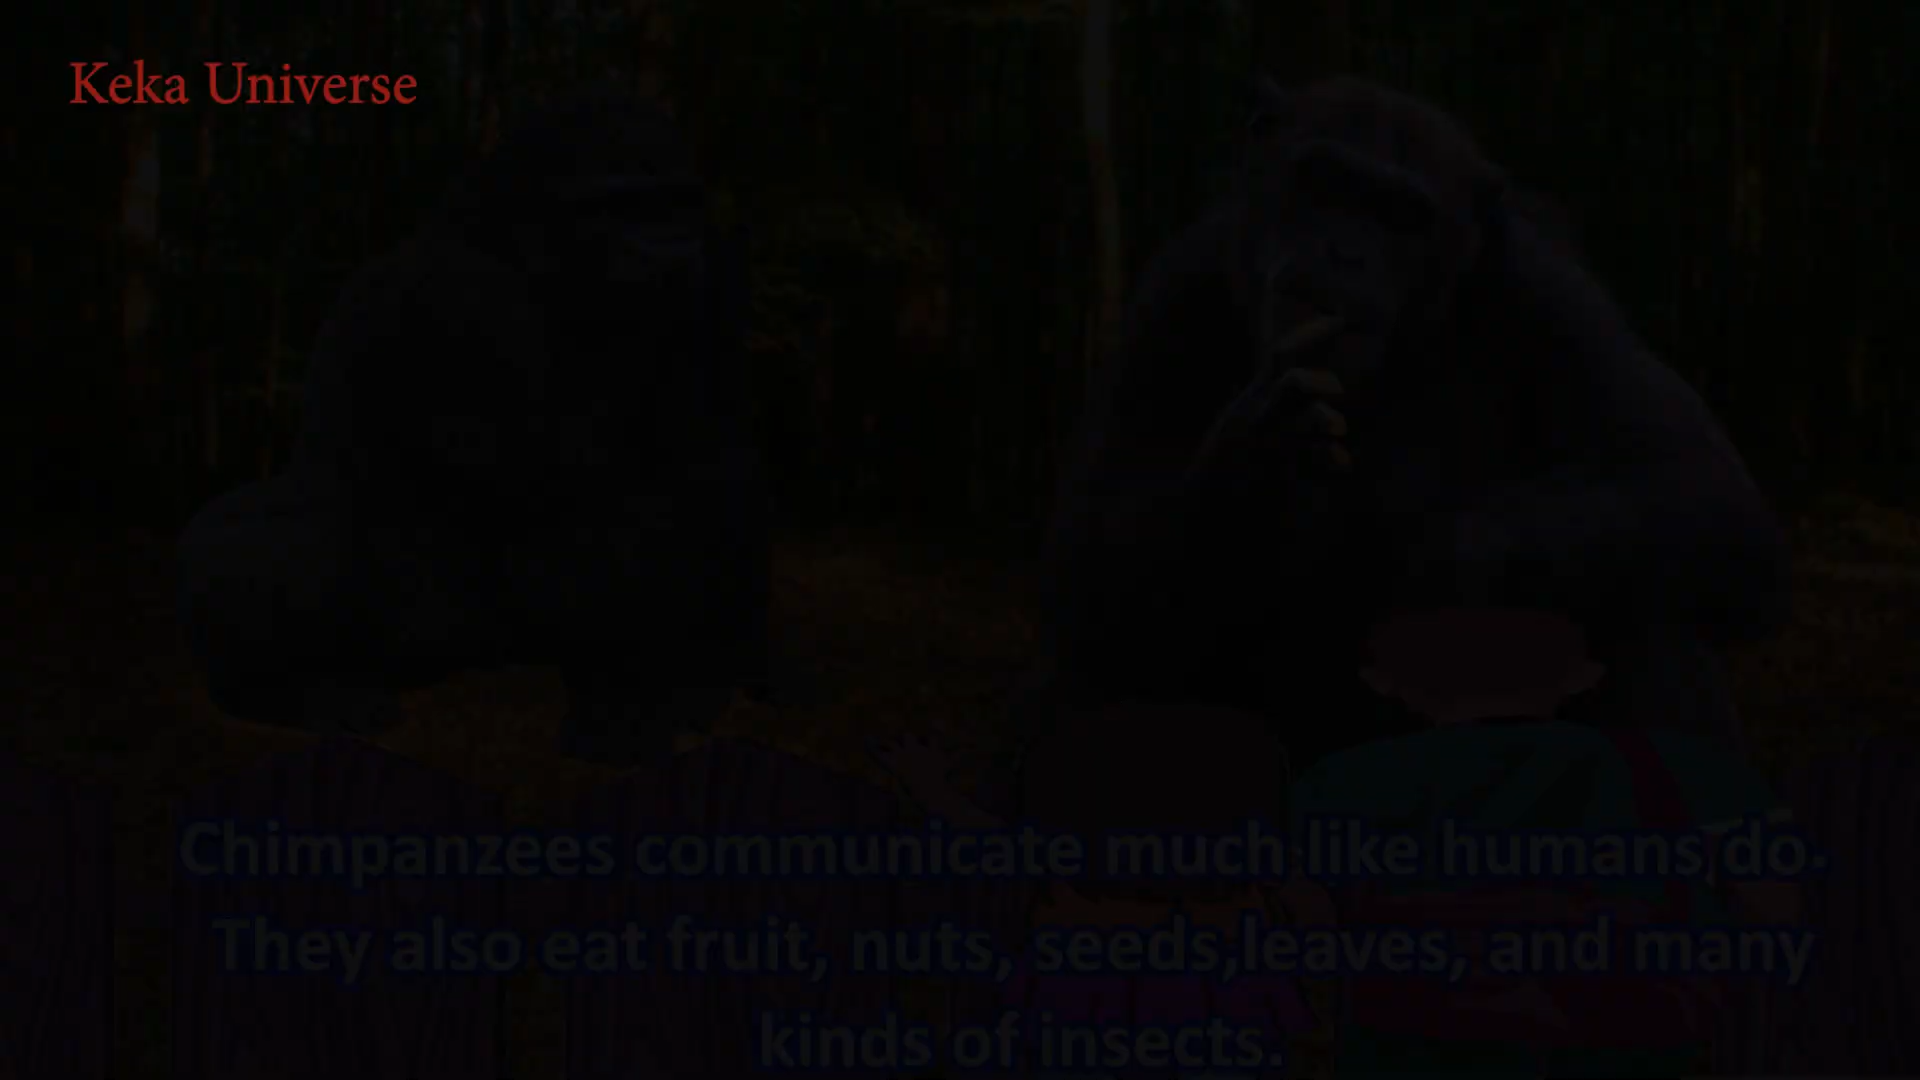 Keka Universe
Chimpanzees communicate much like humans do.
They also eat fruit, nuts, seeds,leaves, and many
kinds of insects.